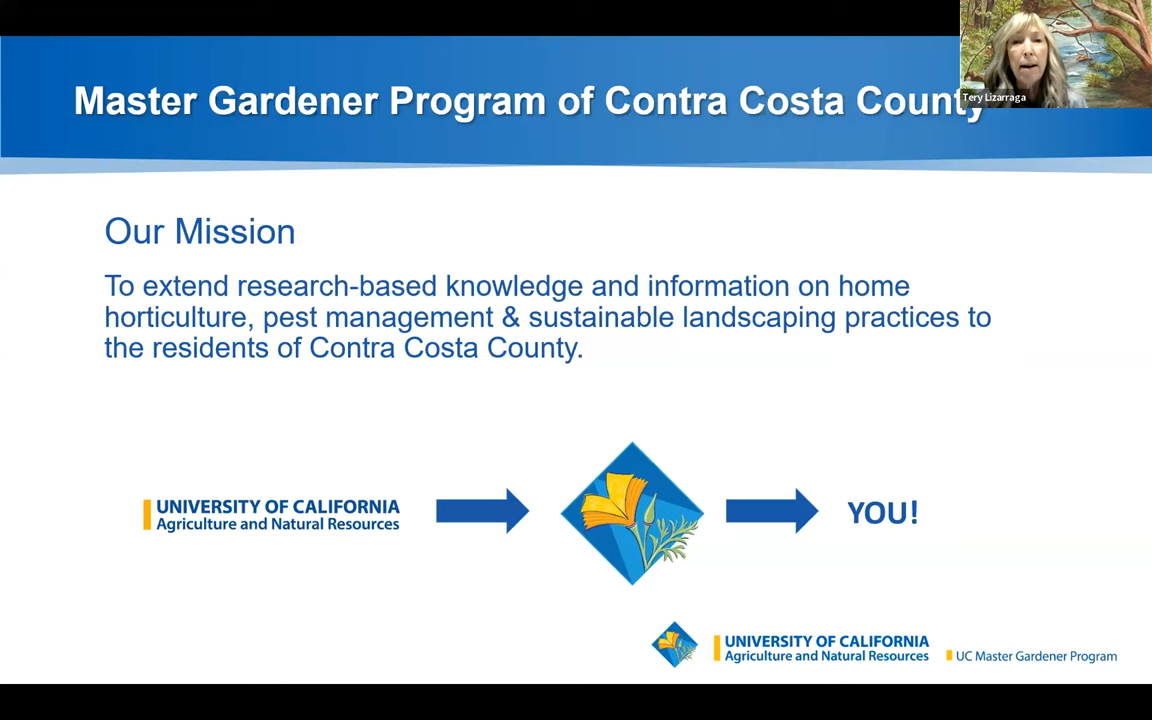 Master Gardener Program of Contra Costa County
Tery Lizarraga
Our Mission
To extend research-based knowledge and information on home
horticulture, pest management & sustainable landscaping practices to
the residents of Contra Costa County.
UNIVERSITY OF CALIFORNIA
Agriculture and Natural Resources
YOU!
UNIVERSITY OF CALIFORNIA
Agriculture and Natural Resources
UC Master Gardener Program